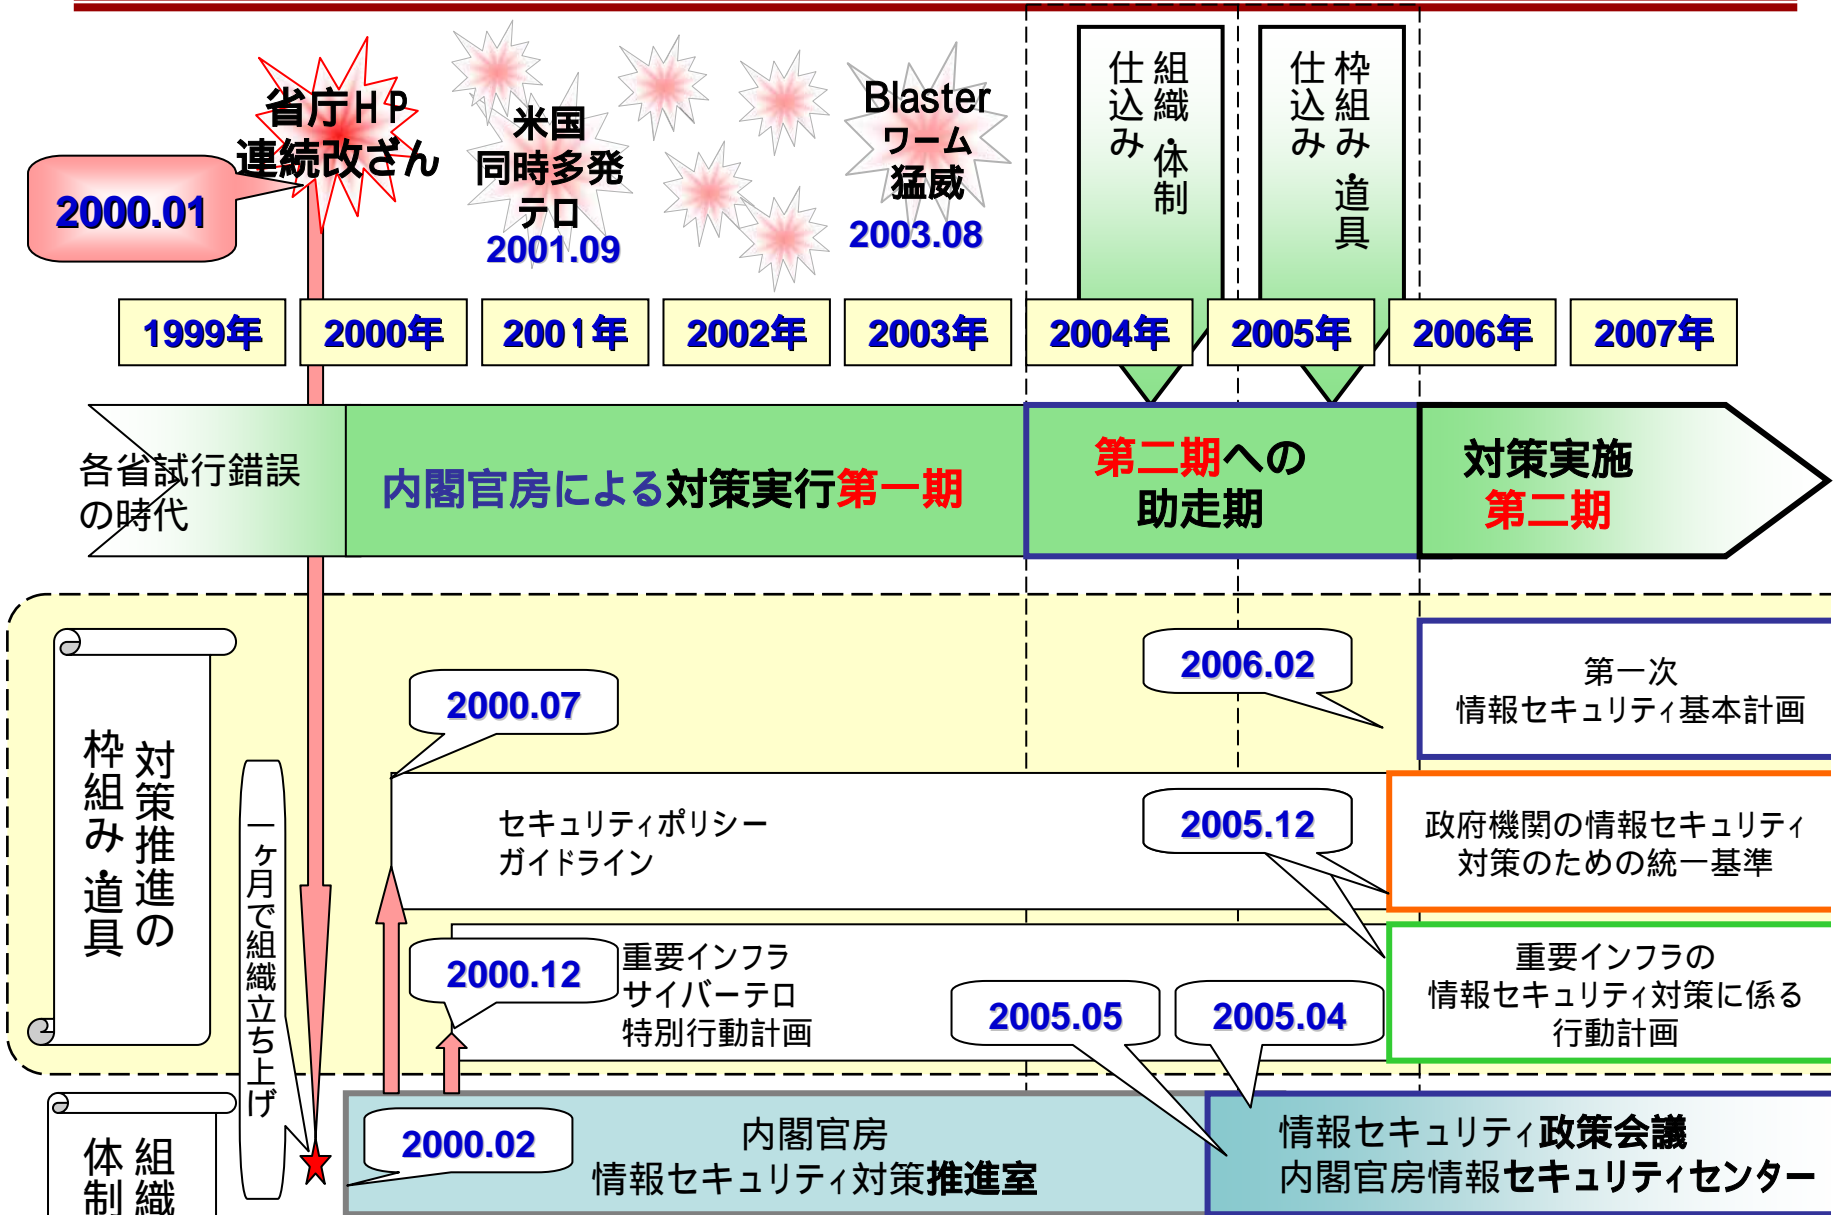 省庁HP
連続改ざん
2000.01
米国
同時多発
テロ
2001.09
Blaster
ワーム
猛威
2003.08
組織・体制
仕込み
枠組み・道具
仕込み
1999年
2000年
2001年
2002年
2003年
2004年
2005年
2006年
2007年
各省試行錯誤
の時代
内閣官房による対策実行第一期
第二期への
助走期
対策実施
第二期
対策推進の
枠組み・道具
一ヶ月で組織立ち上げ
2006.02
第一次
情報セキュリティ基本計画
2000.07
セキュリティポリシー
ガイドライン
2005.12
政府機関の情報セキュリティ
対策のための統一基準
2000.12
重要インフラ
サイバーテロ
特別行動計画
2005.05
2005.04
重要インフラの
情報セキュリティ対策に係る
行動計画
組織
体制
2000.02
内閣官房
情報セキュリティ対策推進室
情報セキュリティ政策会議
内閣官房情報セキュリティセンター